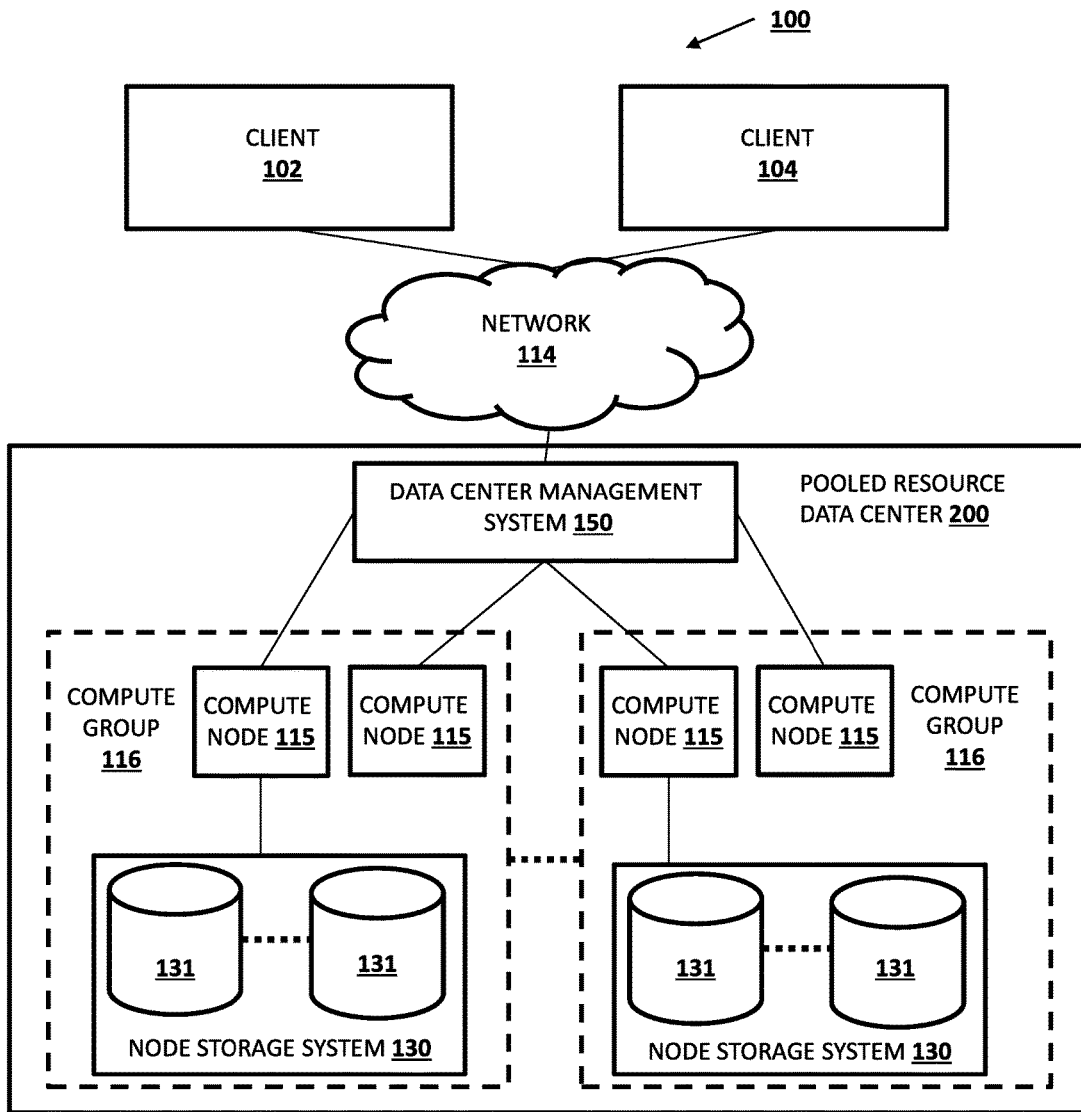 100
CLIENT
102
CLIENT
104
NETWORK
114
DATA CENTER MANAGEMENT
SYSTEM 150
POOLED RESOURCE
DATA CENTER 200
COMPUTE
GROUP
116
COMPUTE
NODE 115
COMPUTE
NODE 115
COMPUTE
NODE 115
COMPUTE
NODE 115
COMPUTE
GROUP
116
131
131
NODE STORAGE SYSTEM 130
131
131
NODE STORAGE SYSTEM 130